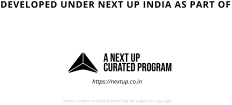 DEVELOPED UNDER NEXT UP INDIA AS PART OF
A NEXT UP
CURATED PROGRAM
https://nextup.co.in